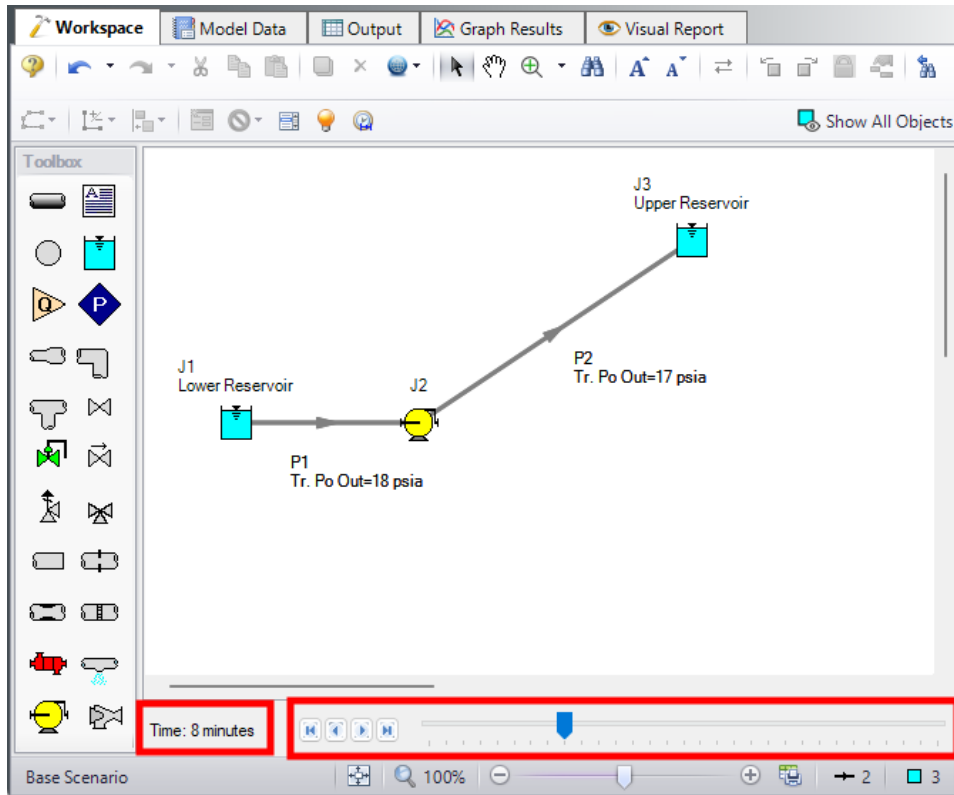 Workspace Model Data Output Graph Results Visual Report
A A
Show All Objects
Toolbox
A
Q P
J3
Upper Reservoir
J1
Lower Reservoir
J2
P2
Tr. Po Out=17 psia
P1
Tr. Po Out=18 psia
Time: 8 minutes
Base Scenario 100% 2 3